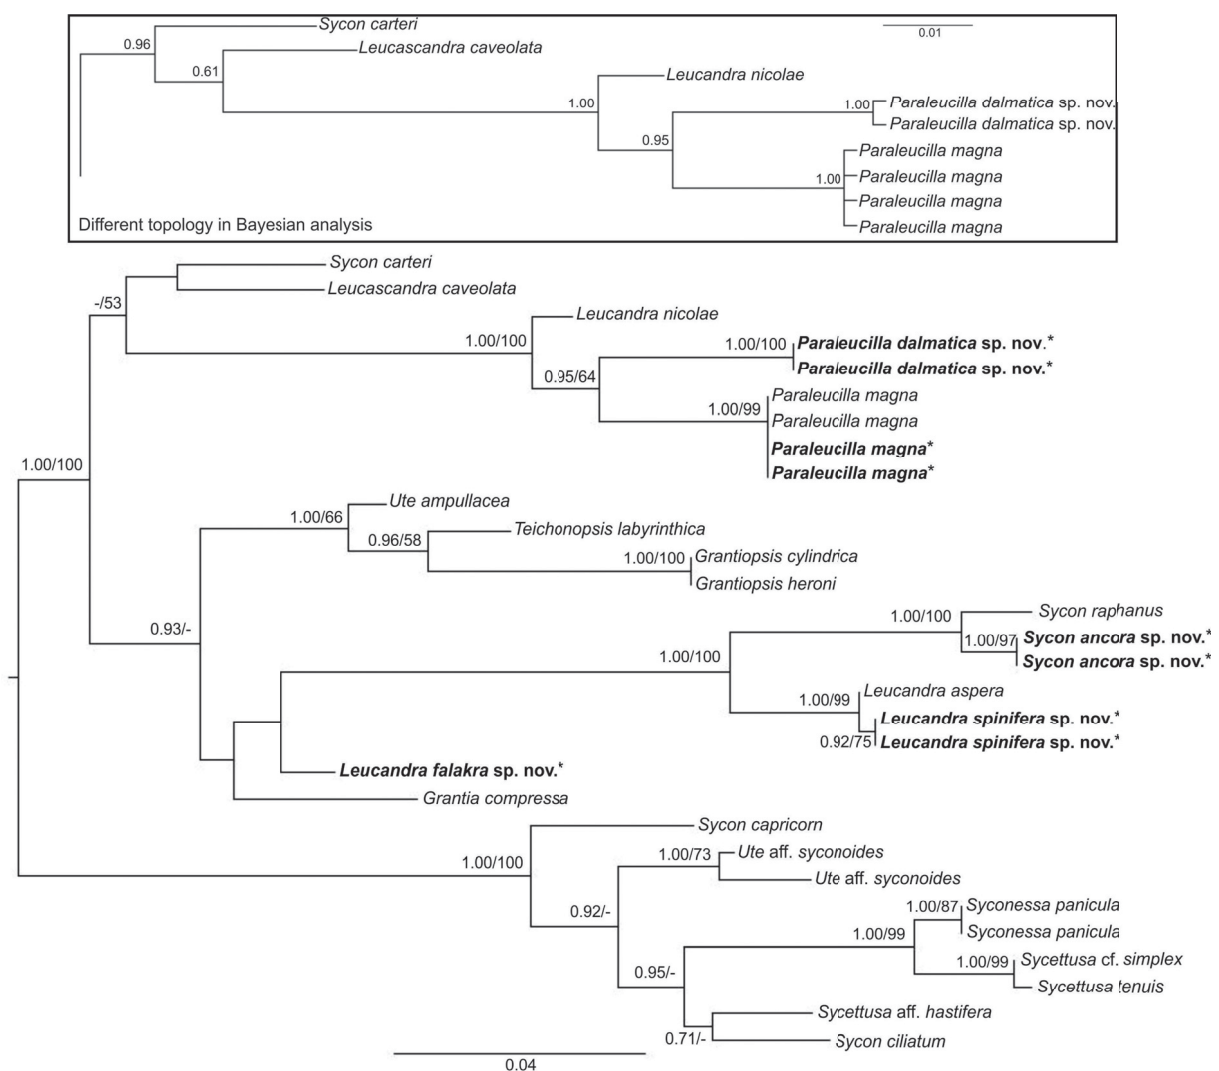 Sycon carteri
0.01
0.96
Leucascandra caveolata
0.61
Leucandra nicolae
1.00
1.00
Paraleucilla dalmatica sp. nov.
Paraleucilla dalmatica sp. nov.
0.95
Paraleucilla magna
Paraleucilla magna
1.00
Paraleucilla magna
Paraleucilla magna
Different topology in Bayesian analysis
Sycon carteri
Leucascandra caveolata
-/53
Leucandra nicolae
1.00/100
1.00/100
Paraleucilla dalmatica sp. nov.*
Paraleucilla dalmatica sp. nov.*
0.95/64
Paraleucilla magna
1.00/99
Paraleucilla magna
Paraleucilla magna*
Paraleucilla magna*
1.00/100
Ute ampullacea
1.00/66
Teichonopsis labyrinthica
0.96/58
1.00/100
Grantiopsis cylindrica
Grantiopsis heroni
Sycon raphanus
1.00/100
0.93/-
1.00/97
Sycon ancora sp. nov.*
Sycon ancora sp. nov.*
1.00/100
Leucandra aspera
1.00/99
Leucandra spinifera sp. nov.*
0.92/75
Leucandra spinifera sp. nov.*
Leucandra falakra sp. nov.*
Grantia compressa
Sycon capricorn
1.00/100
1.00/73
Ute aff. syconoides
Ute aff. syconoides
0.92/-
1.00/87
Syconessa panicula
Syconessa panicula
1.00/99
1.00/99
Sycettusa cf. simplex
0.95/-
Sycettusa tenuis
Sycettusa aff. hastifera
0.71/-
Sycon ciliatum
0.04